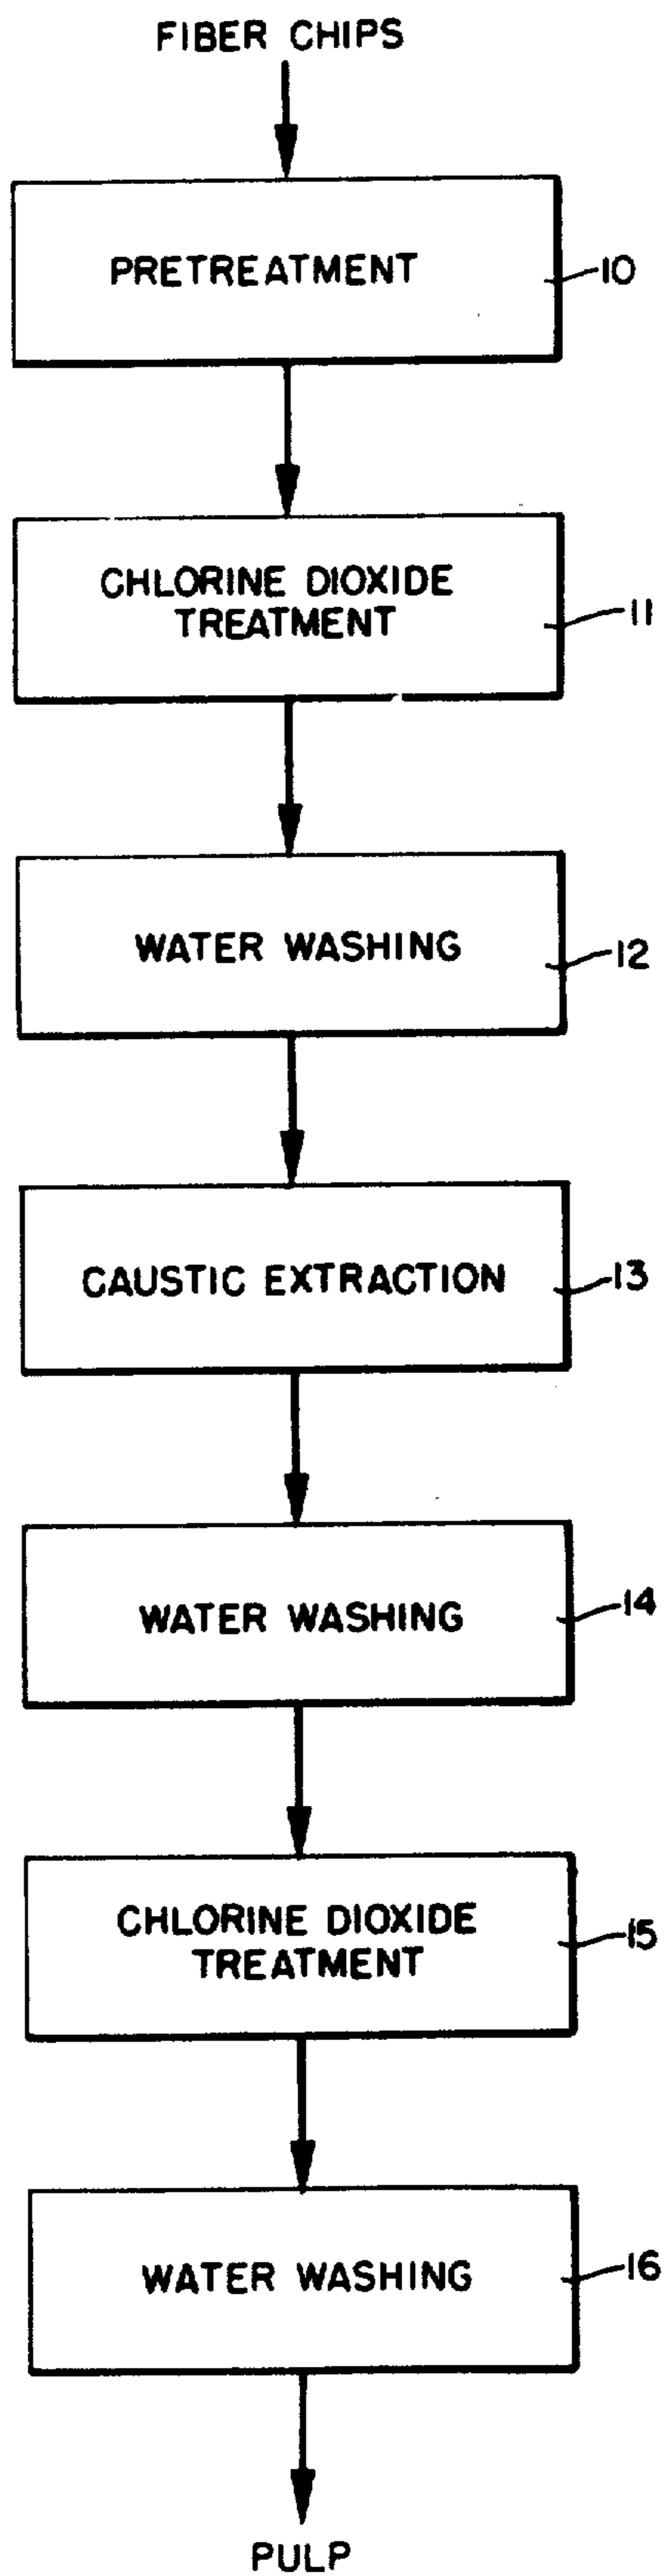 FIBER CHIPS
PRETREATMENT
10
CHLORINE DIOXIDE
TREATMENT
11
WATER WASHING
12
CAUSTIC EXTRACTION
13
WATER WASHING
14
CHLORINE DIOXIDE
TREATMENT
15
WATER WASHING
16
PULP